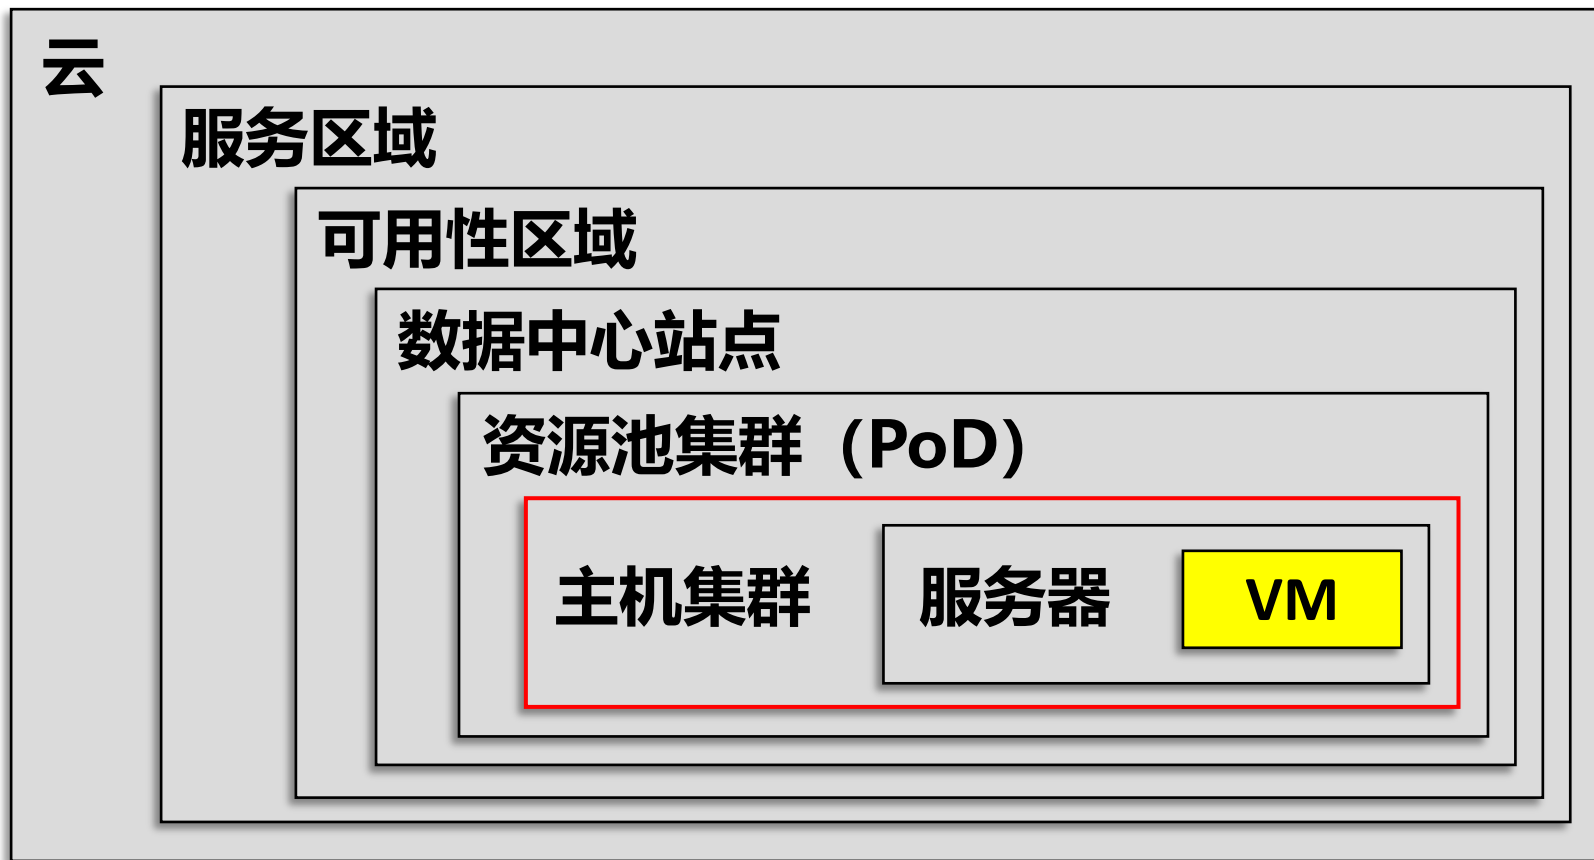 云
服务区域
可用性区域
数据中心站点
资源池集群（PoD）
主机集群
服务器
VM